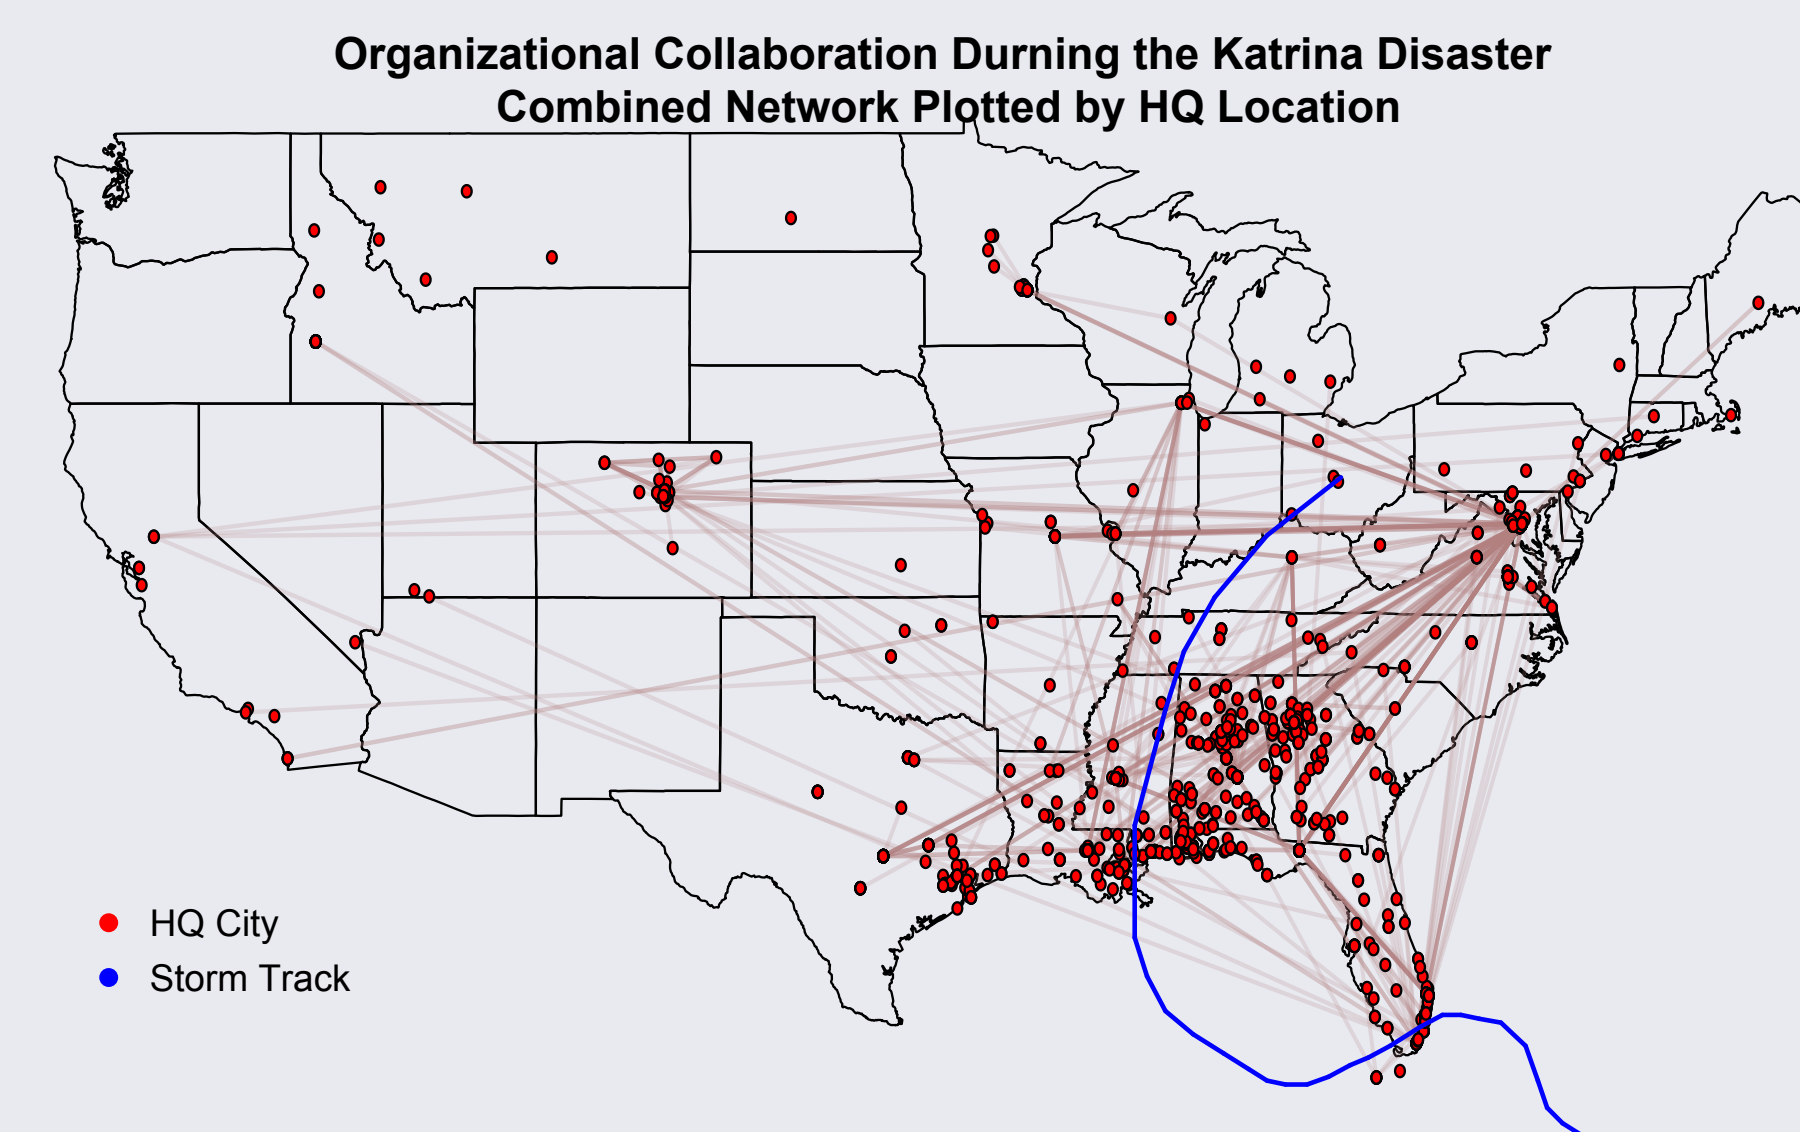 Organizational Collaboration Durning the Katrina Disaster
Combined Network Plotted by HQ Location
HQ City
Storm Track